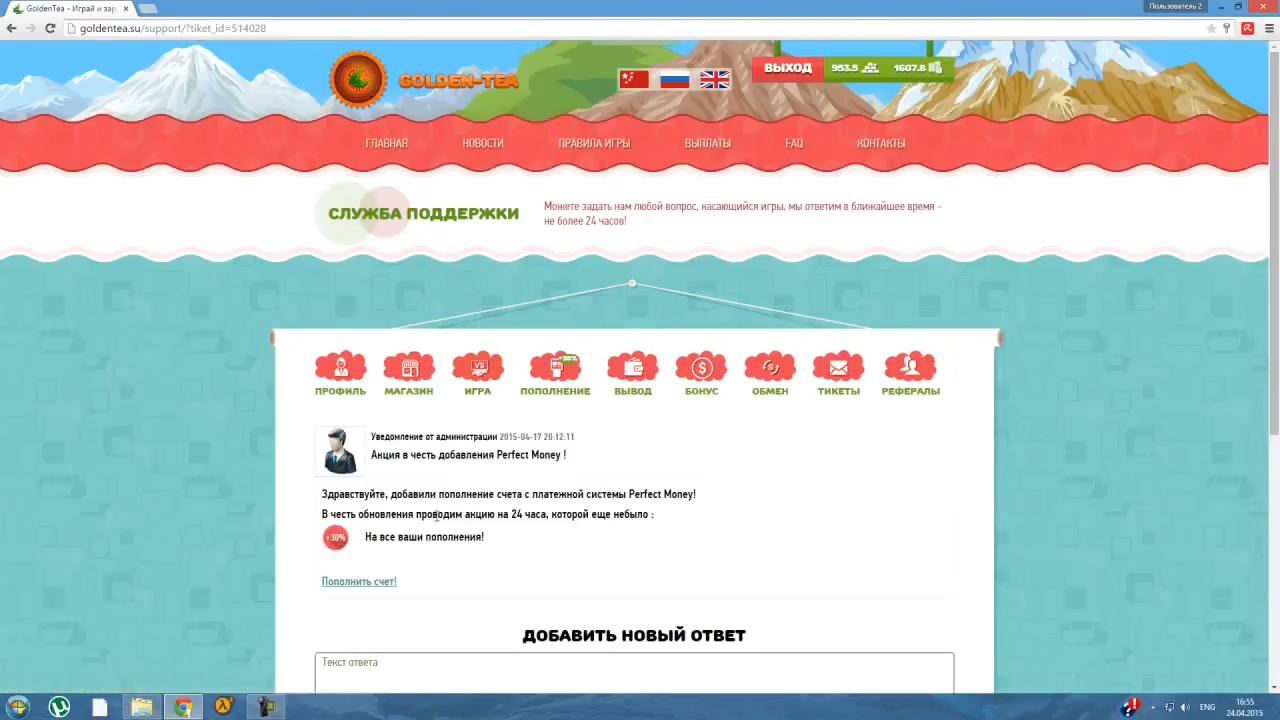 GoldenTea - Играй и зар
Пользователь 2
goldentea.su/support/?tiket_id=514028
GOLDEN-TEA
ВЫХОД
953.5
1607.8
ГЛАВНАЯ
НОВОСТИ
ПРАВИЛА ИГРЫ
ВЫПЛАТЫ
FAQ
КОНТАКТЫ
СЛУЖБА ПОДДЕРЖКИ
Можете задать нам любой вопрос, касающийся игры, мы ответим в ближайшее время -
не более 24 часов!
VS
+30%
$
ПРОФИЛЬ
МАГАЗИН
ИГРА
ПОПОЛНЕНИЕ
ВЫВОД
БОНУС
ОБМЕН
ТИКЕТЫ
РЕФЕРАЛЫ
Уведомление от администрации 2015-04-17 20:12:11
Акция в честь добавления Perfect Money !
Здравствуйте, добавили пополнение счета с платежной системы Perfect Money!
В честь обновления проводим акцию на 24 часа, которой еще небыло :
+30%
На все ваши пополнения!
Пополнить счет!
ДОБАВИТЬ НОВЫЙ ОТВЕТ
Текст ответа
ENG
16:55
24.04.2015